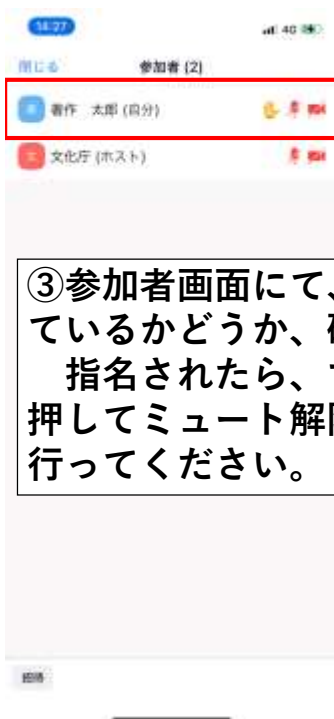 14:27
4G
閉じる 参加者 (2)
著作 太郎 (自分)
文化庁 (ホスト)
③参加者画面にて、
ているかどうか、
指名されたら、
押してミュート解
行ってください。
招待